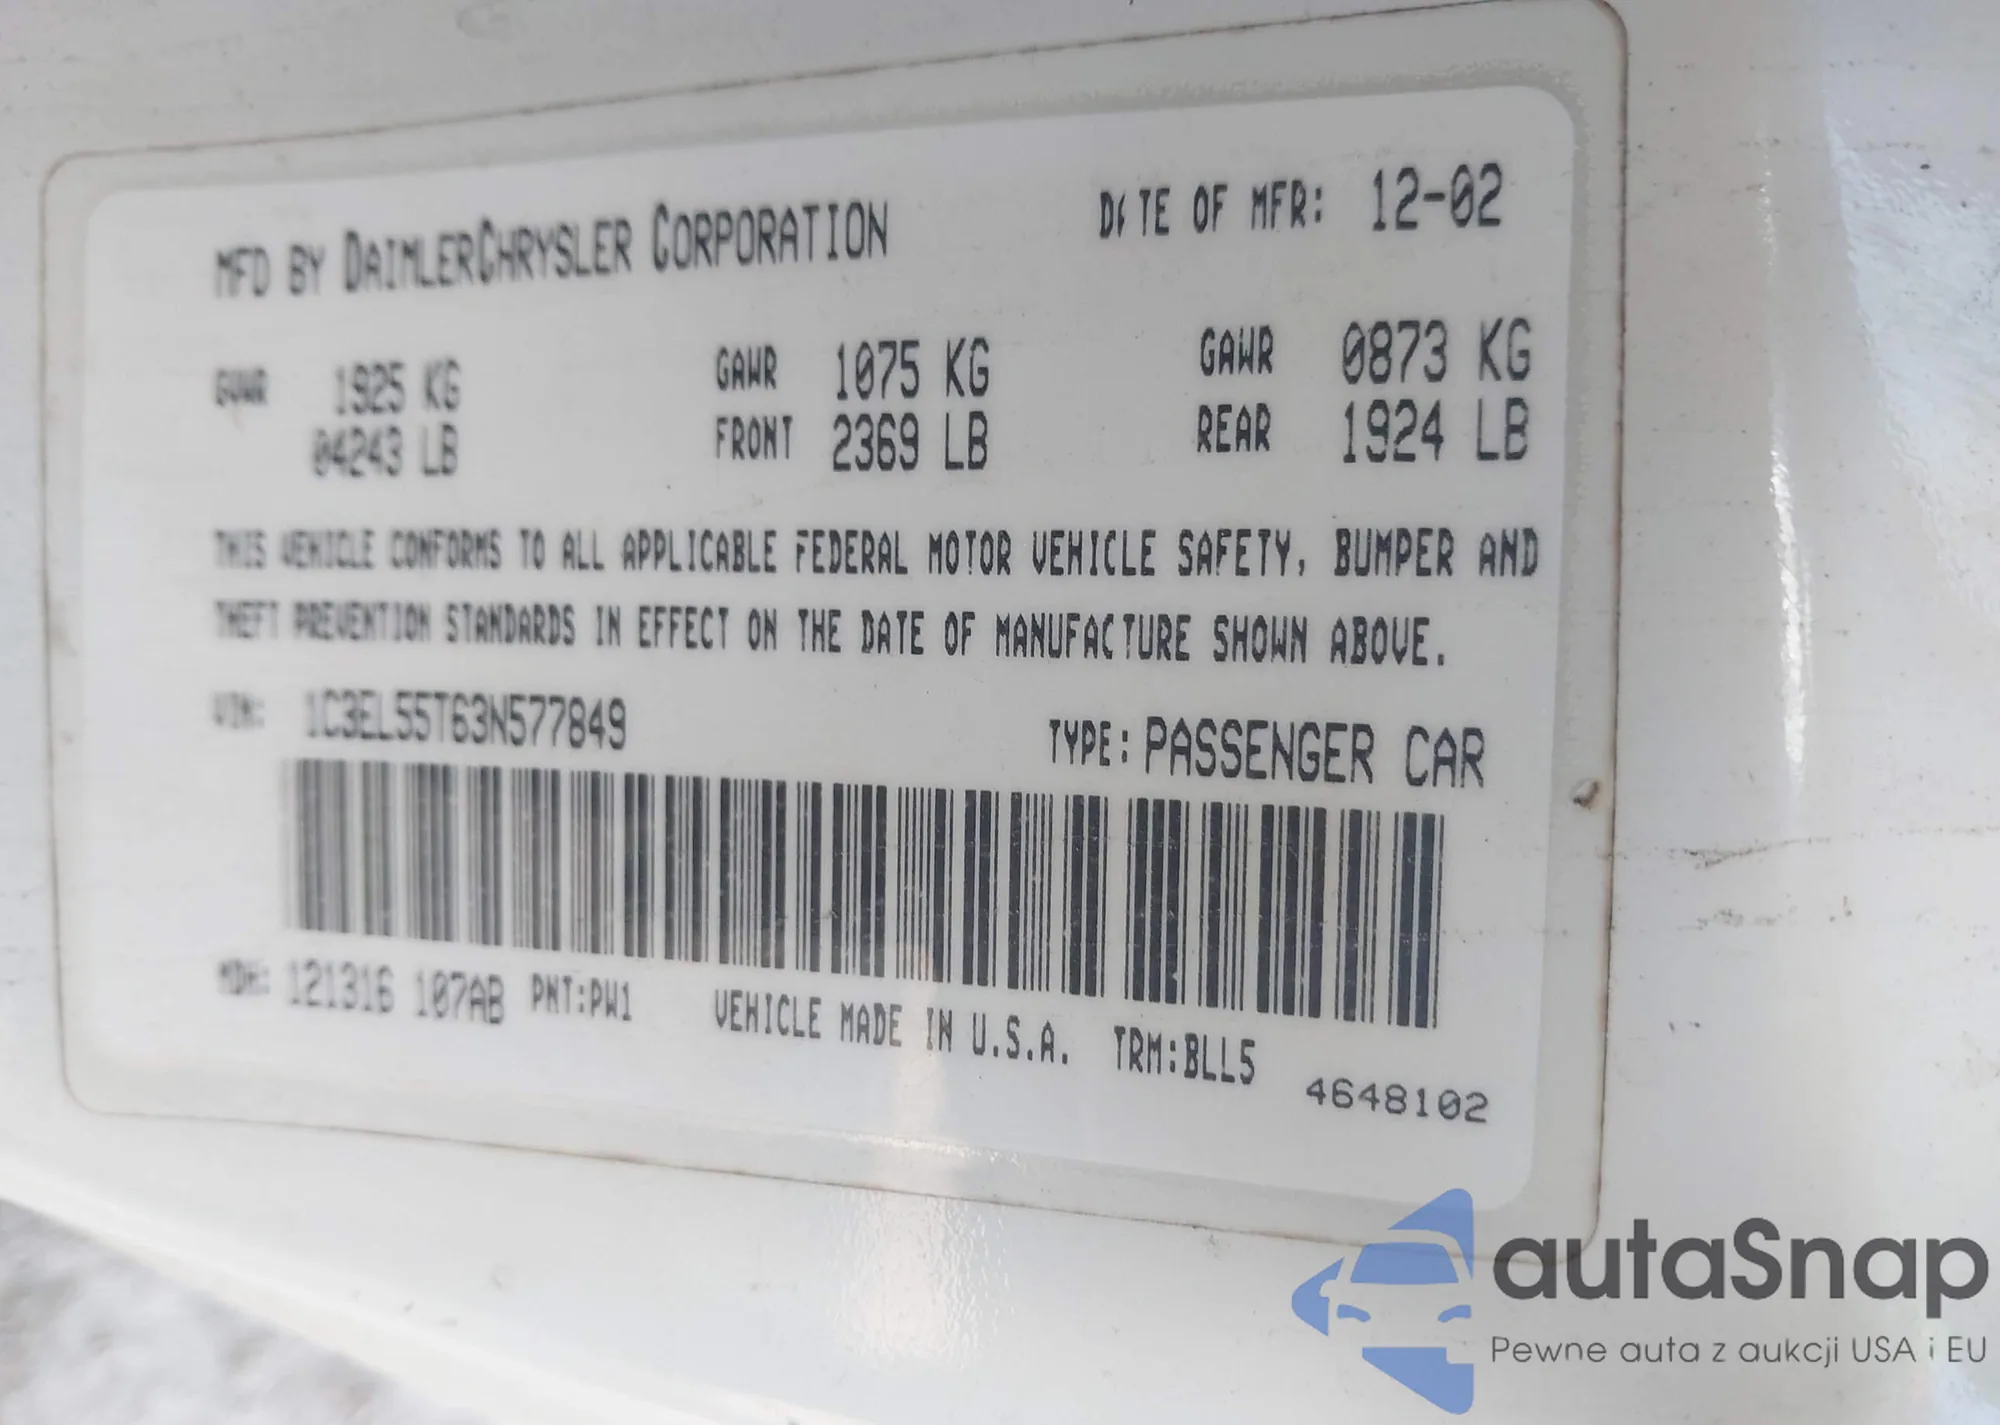 MFD BY DAIMLERCHRYSLER CORPORATION DATE OF MFR: 12-02
GVWR 1925 KG GAWR 1075 KG GAWR 0873 KG
04243 LB FRONT 2369 LB REAR 1924 LB
THIS VEHICLE CONFORMS TO ALL APPLICABLE FEDERAL MOTOR VEHICLE SAFETY, BUMPER AND
THEFT PREVENTION STANDARDS IN EFFECT ON THE DATE OF MANUFACTURE SHOWN ABOVE.
VIN: 1C3EL55T63N577849 TYPE: PASSENGER CAR
MDH: 121316 107AB PNT:PW1 VEHICLE MADE IN U.S.A. TRM:BLL5
4648102
autaSnap
Pewne auta z aukcji USA i EU